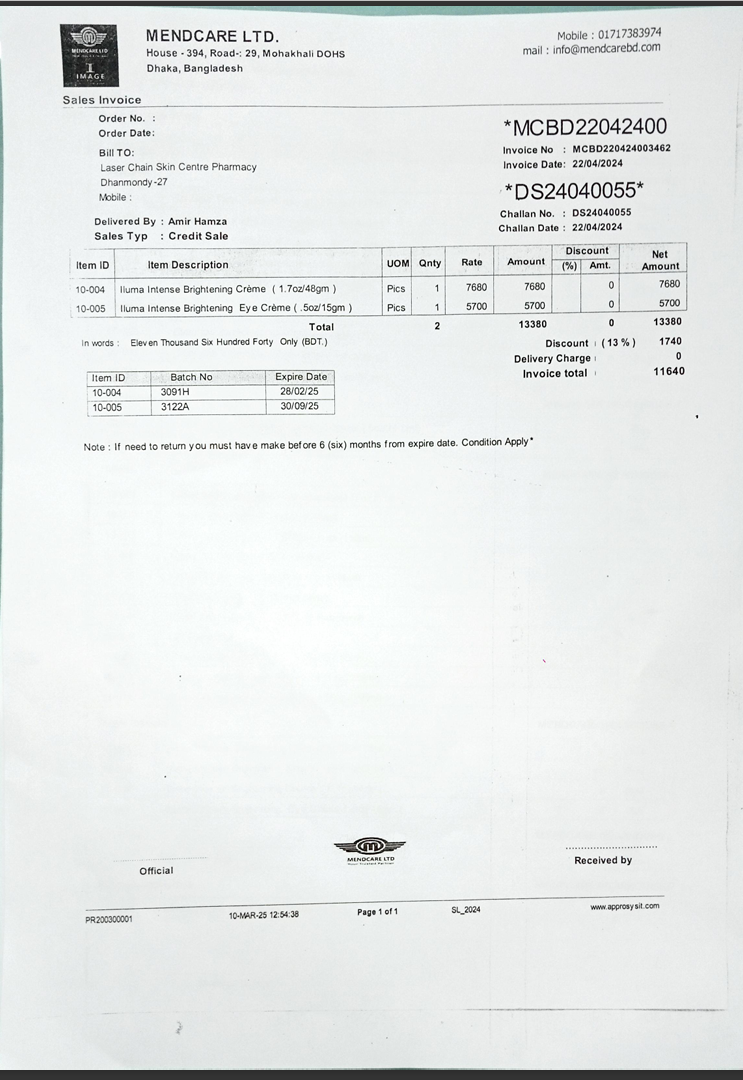 MENDCARE LTD
I
IMAGE
MENDCARE LTD.
House - 394, Road-: 29, Mohakhali DOHS
Dhaka, Bangladesh
Mobile : 01717383974
mail : info@mendcarebd.com
Sales Invoice
Order No. :
Order Date:
Bill TO:
Laser Chain Skin Centre Pharmacy
Dhanmondy-27
Mobile :
Delivered By : Amir Hamza
Sales Typ : Credit Sale
*MCBD22042400
Invoice No : MCBD220424003462
Invoice Date: 22/04/2024
*DS24040055*
Challan No. : DS24040055
Challan Date : 22/04/2024
Item ID Item Description UOM Qnty Rate Amount Discount (%) Amt. Net Amount
10-004 Iluma Intense Brightening Crème ( 1.7oz/48gm ) Pics 1 7680 7680 0 7680
10-005 Iluma Intense Brightening Eye Crème ( .5oz/15gm ) Pics 1 5700 5700 0 5700
Total 2 13380 0 13380
In words : Eleven Thousand Six Hundred Forty Only (BDT.)
Discount : ( 13 % ) 1740
Delivery Charge : 0
Invoice total : 11640
Item ID Batch No Expire Date
10-004 3091H 28/02/25
10-005 3122A 30/09/25
Note : If need to return you must have make before 6 (six) months from expire date. Condition Apply*
Official
MENDCARE LTD
Received by
PR200300001 10-MAR-25 12:54:38 Page 1 of 1 SL_2024 www.approsysit.com